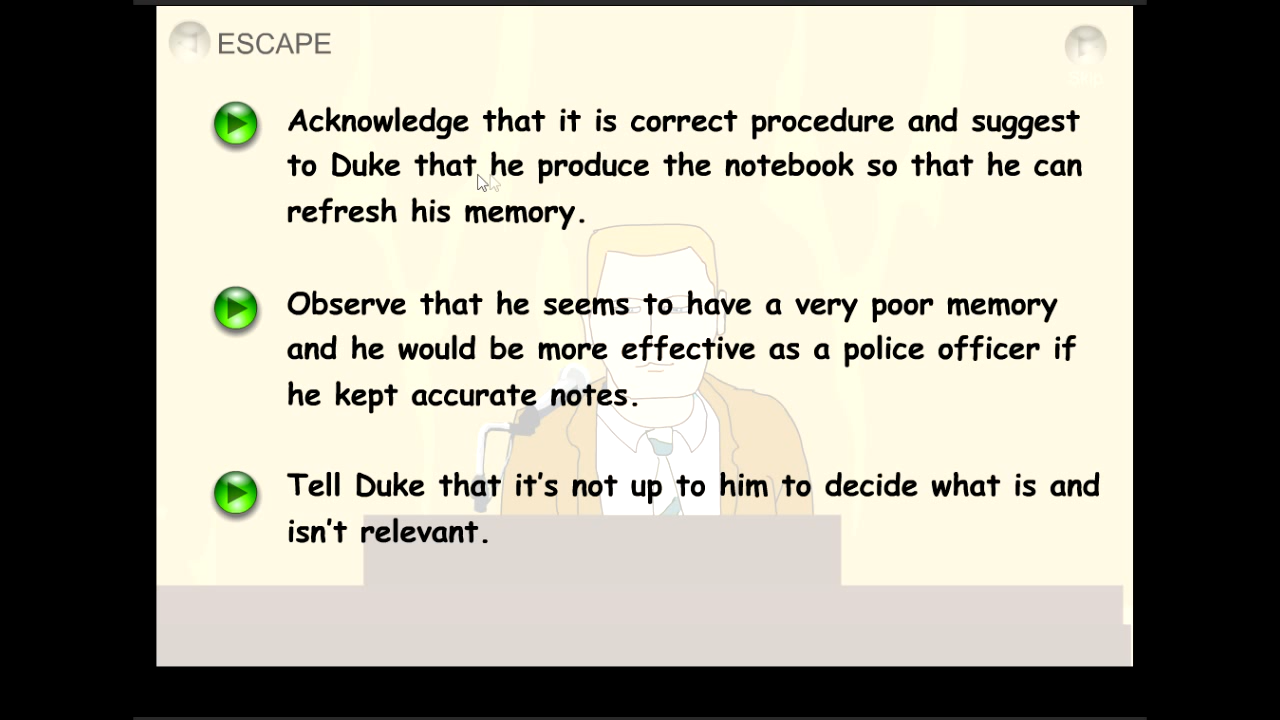 ESCAPE
Skip
Acknowledge that it is correct procedure and suggest
to Duke that he produce the notebook so that he can
refresh his memory.
Observe that he seems to have a very poor memory
and he would be more effective as a police officer if
he kept accurate notes.
Tell Duke that it's not up to him to decide what is and
isn't relevant.